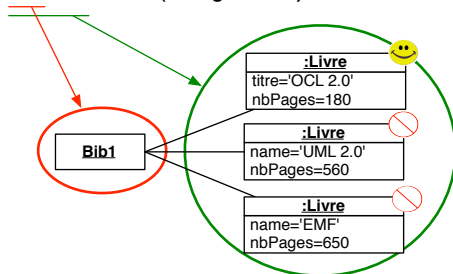 :Livre
titre='OCL 2.0'
nbPages=180
Bib1
:Livre
name='UML 2.0'
nbPages=560
:Livre
name='EMF'
nbPages=650